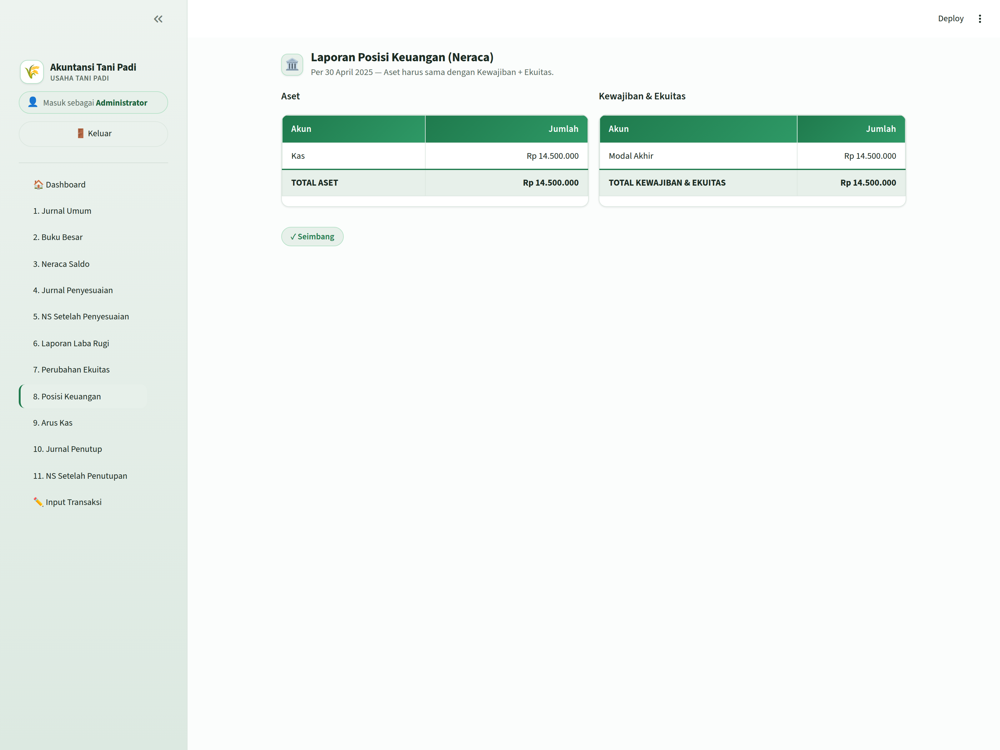 Deploy
Akuntansi Tani Padi
USAHA TANI PADI
Masuk sebagai Administrator
Keluar
Dashboard
1. Jurnal Umum
2. Buku Besar
3. Neraca Saldo
4. Jurnal Penyesuaian
5. NS Setelah Penyesuaian
6. Laporan Laba Rugi
7. Perubahan Ekuitas
8. Posisi Keuangan
9. Arus Kas
10. Jurnal Penutup
11. NS Setelah Penutupan
Input Transaksi
Laporan Posisi Keuangan (Neraca)
Per 30 April 2025 — Aset harus sama dengan Kewajiban + Ekuitas.
Aset
Akun Jumlah
Kas Rp 14.500.000
TOTAL ASET Rp 14.500.000
Kewajiban & Ekuitas
Akun Jumlah
Modal Akhir Rp 14.500.000
TOTAL KEWAJIBAN & EKUITAS Rp 14.500.000
✓ Seimbang